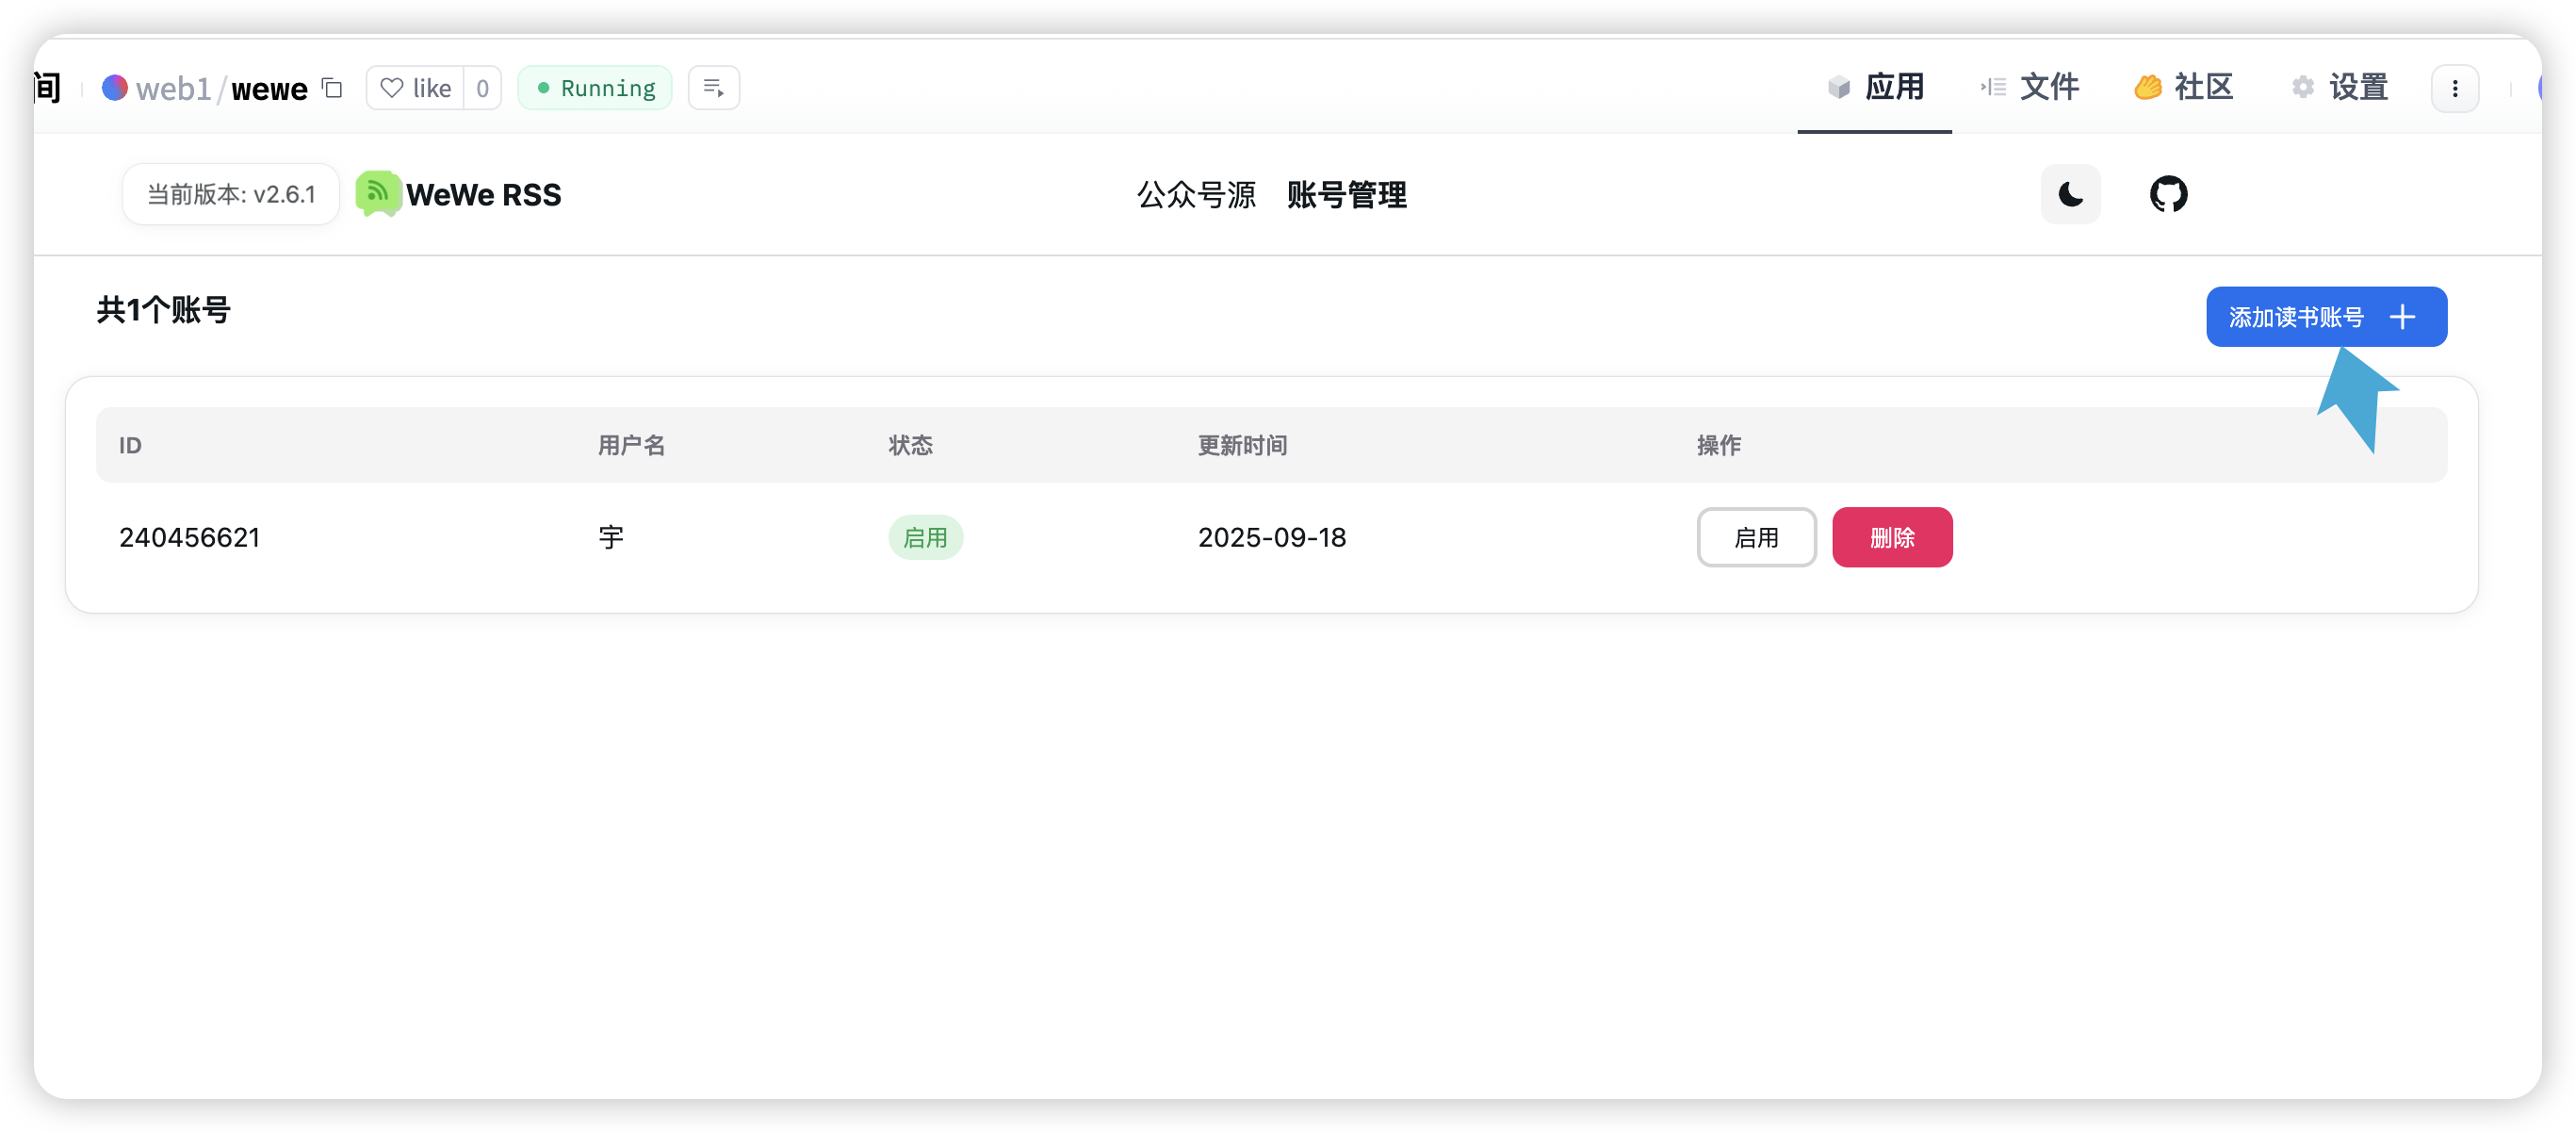 间 web1/wewe like 0 Running 应用 文件 社区 设置
当前版本: v2.6.1 WeWe RSS 公众号源 账号管理
共1个账号 添加读书账号
ID 用户名 状态 更新时间 操作
240456621 宇 启用 2025-09-18 启用 删除